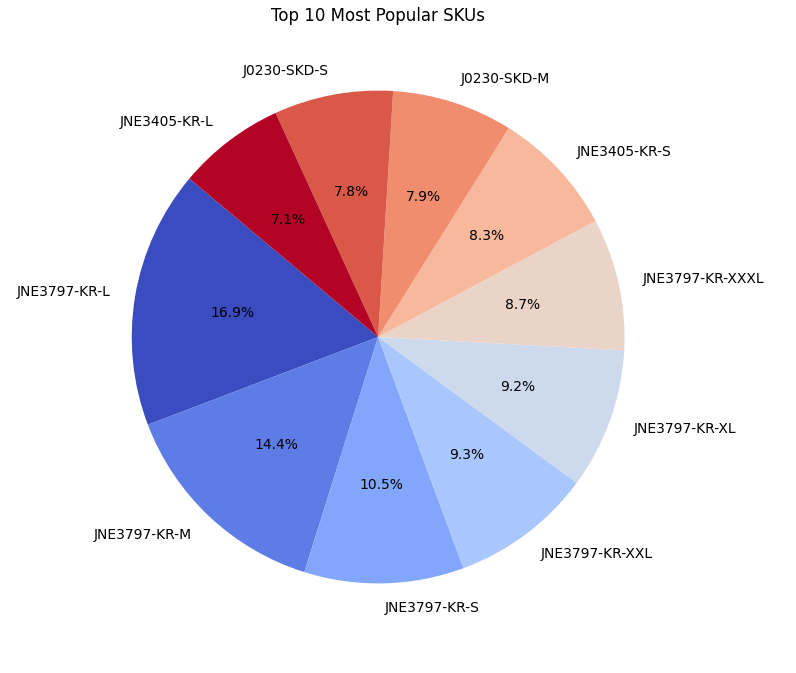 Top 10 Most Popular SKUs
J0230-SKD-S
J0230-SKD-M
JNE3405-KR-L
JNE3405-KR-S
7.8%
7.9%
7.1%
8.3%
JNE3797-KR-XXXL
JNE3797-KR-L
8.7%
16.9%
9.2%
JNE3797-KR-XL
14.4%
9.3%
10.5%
JNE3797-KR-M
JNE3797-KR-XXL
JNE3797-KR-S